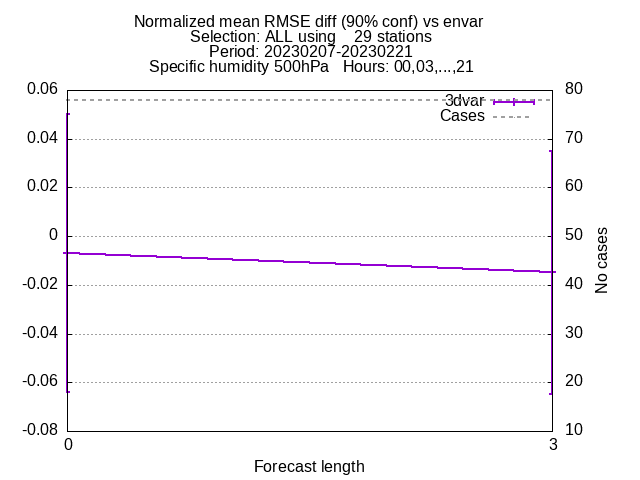 Normalized mean RMSE diff (90% conf) vs envar
Selection: ALL using    29 stations
Period: 20230207-20230221
Specific humidity 500hPa   Hours: 00,03,...,21
0.06
0.04
0.02
0
-0.02
-0.04
-0.06
-0.08
80
70
60
50
40
30
20
10
3dvar
Cases
No cases
0
3
Forecast length